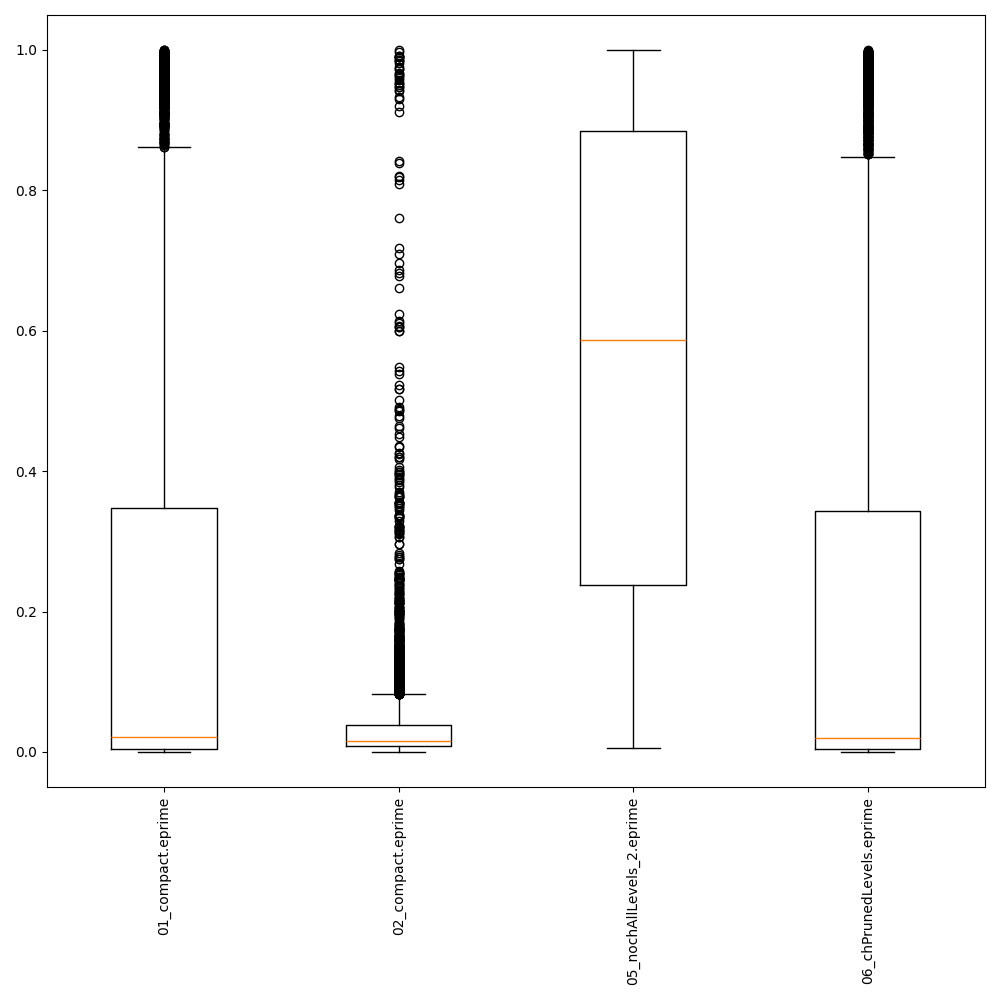 1.0
0.8
0.6
0.4
0.2
0.0
01_compact.eprime
02_compact.eprime
05_nochAllLevels_2.eprime
06_chPrunedLevels.eprime